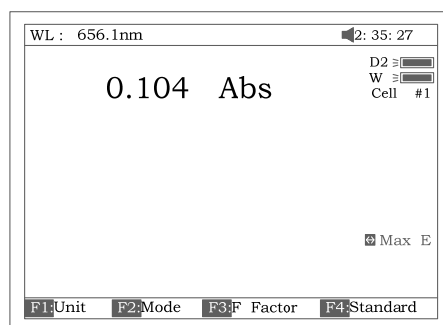 WL : 656.1nm 2: 35: 27
D2
W
0.104 Abs
Cell #1
Max E
F1:Unit F2:Mode F3:F Factor F4:Standard